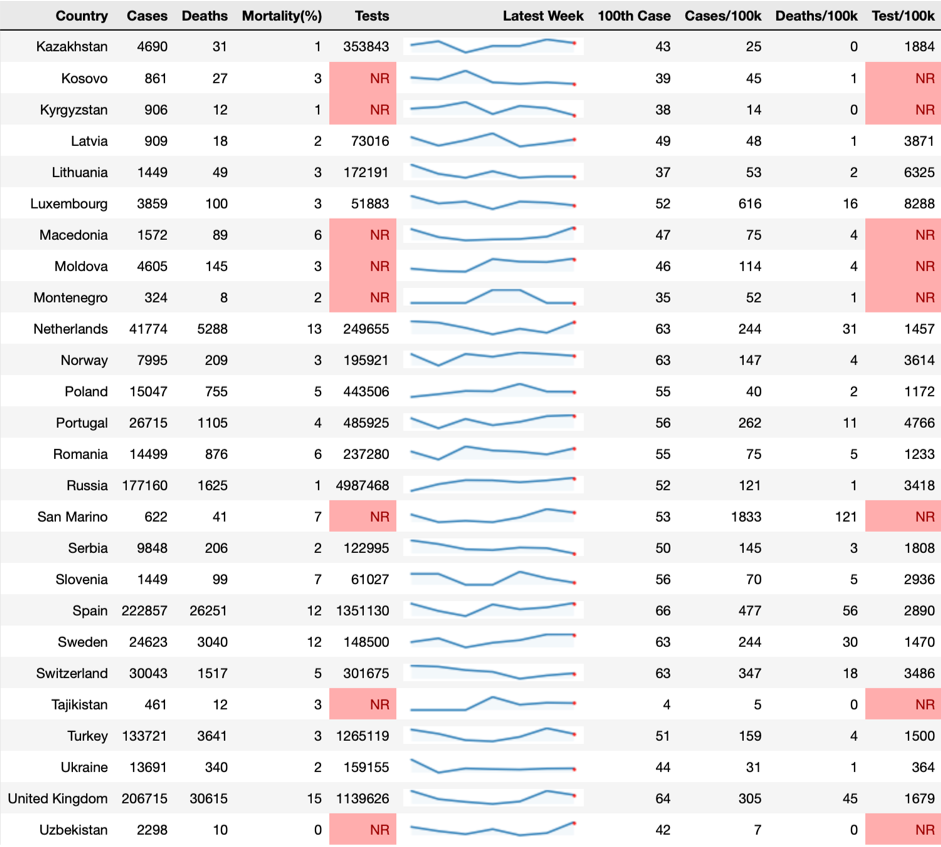 Country Cases Deaths Mortality(%) Tests Latest Week 100th Case Cases/100k Deaths/100k Test/100k
Kazakhstan 4690 31 1 353843 43 25 0 1884
Kosovo 861 27 3 NR 39 45 1 NR
Kyrgyzstan 906 12 1 NR 38 14 0 NR
Latvia 909 18 2 73016 49 48 1 3871
Lithuania 1449 49 3 172191 37 53 2 6325
Luxembourg 3859 100 3 51883 52 616 16 8288
Macedonia 1572 89 6 NR 47 75 4 NR
Moldova 4605 145 3 NR 46 114 4 NR
Montenegro 324 8 2 NR 35 52 1 NR
Netherlands 41774 5288 13 249655 63 244 31 1457
Norway 7995 209 3 195921 63 147 4 3614
Poland 15047 755 5 443506 55 40 2 1172
Portugal 26715 1105 4 485925 56 262 11 4766
Romania 14499 876 6 237280 55 75 5 1233
Russia 177160 1625 1 4987468 52 121 1 3418
San Marino 622 41 7 NR 53 1833 121 NR
Serbia 9848 206 2 122995 50 145 3 1808
Slovenia 1449 99 7 61027 56 70 5 2936
Spain 222857 26251 12 1351130 66 477 56 2890
Sweden 24623 3040 12 148500 63 244 30 1470
Switzerland 30043 1517 5 301675 63 347 18 3486
Tajikistan 461 12 3 NR 4 5 0 NR
Turkey 133721 3641 3 1265119 51 159 4 1500
Ukraine 13691 340 2 159155 44 31 1 364
United Kingdom 206715 30615 15 1139626 64 305 45 1679
Uzbekistan 2298 10 0 NR 42 7 0 NR